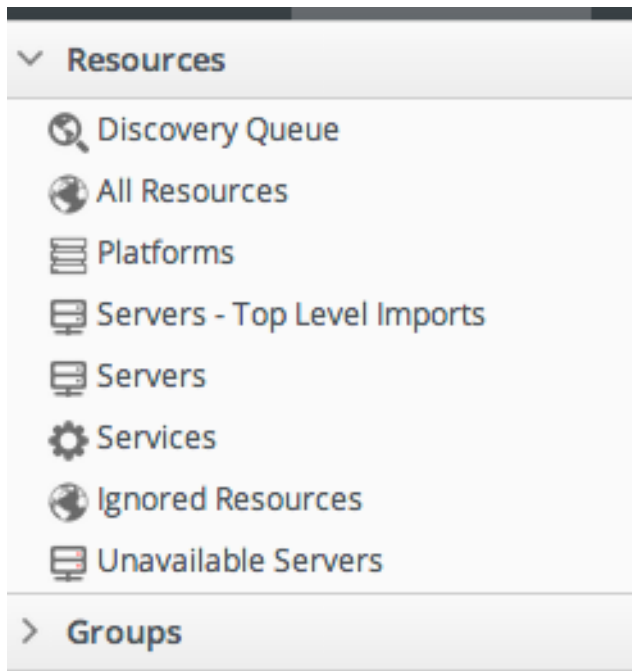 Resources
Discovery Queue
All Resources
Platforms
Servers - Top Level Imports
Servers
Services
Ignored Resources
Unavailable Servers
Groups